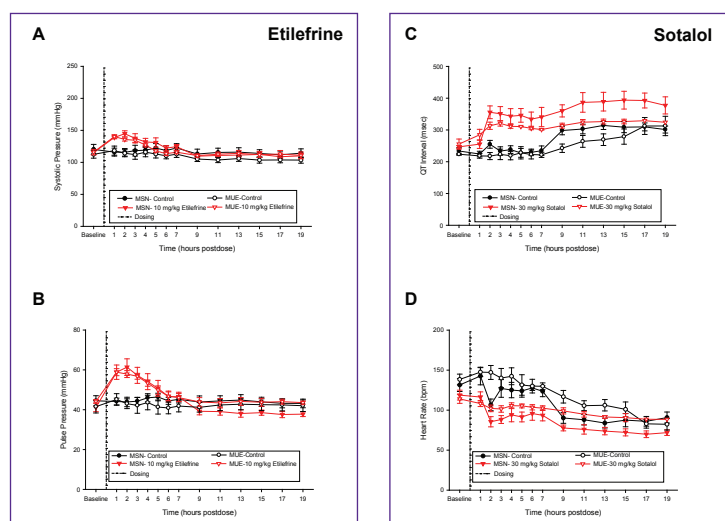 A Etilefrine
250
200
150
100
50
0
Systolic Pressure (mmHg)
MSN- Control MUE-Control
MSN- 10 mg/kg Etilefrine MUE-10 mg/kg Etilefrine
Dosing
Baseline 1 2 3 4 5 6 7 9 11 13 15 17 19
Time (hours postdose)
B
80
60
40
20
0
Pulse Pressure (mmHg)
MSN- Control MUE-Control
MSN- 10 mg/kg Etilefrine MUE-10 mg/kg Etilefrine
Dosing
Baseline 1 2 3 4 5 6 7 9 11 13 15 17 19
Time (hours postdose)
C Sotalol
500
400
300
200
100
0
QT Interval (msec)
MSN- Control MUE-Control
MSN- 30 mg/kg Sotalol MUE-30 mg/kg Sotalol
Dosing
Baseline 1 2 3 4 5 6 7 9 11 13 15 17 19
Time (hours postdose)
D
200
150
100
50
0
Heart Rate (bpm)
MSN- Control MUE-Control
MSN- 30 mg/kg Sotalol MUE-30 mg/kg Sotalol
Dosing
Baseline 1 2 3 4 5 6 7 9 11 13 15 17 19
Time (hours postdose)